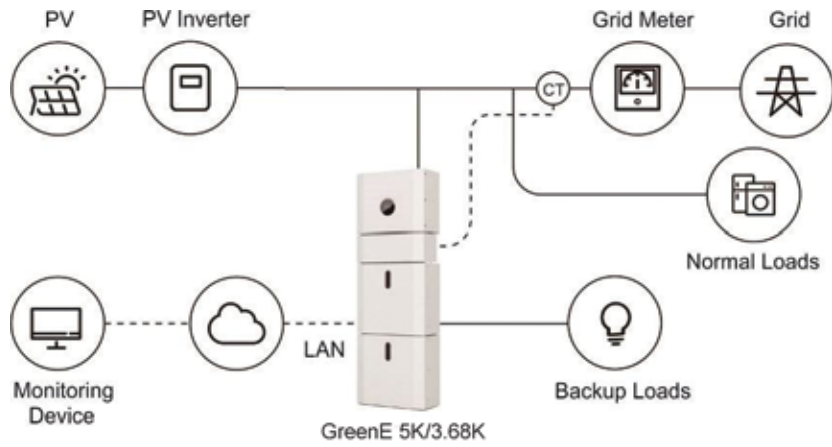 PV
PV Inverter
Grid Meter
Grid
CT
Normal Loads
LAN
Monitoring
Device
Backup Loads
GreenE 5K/3.68K